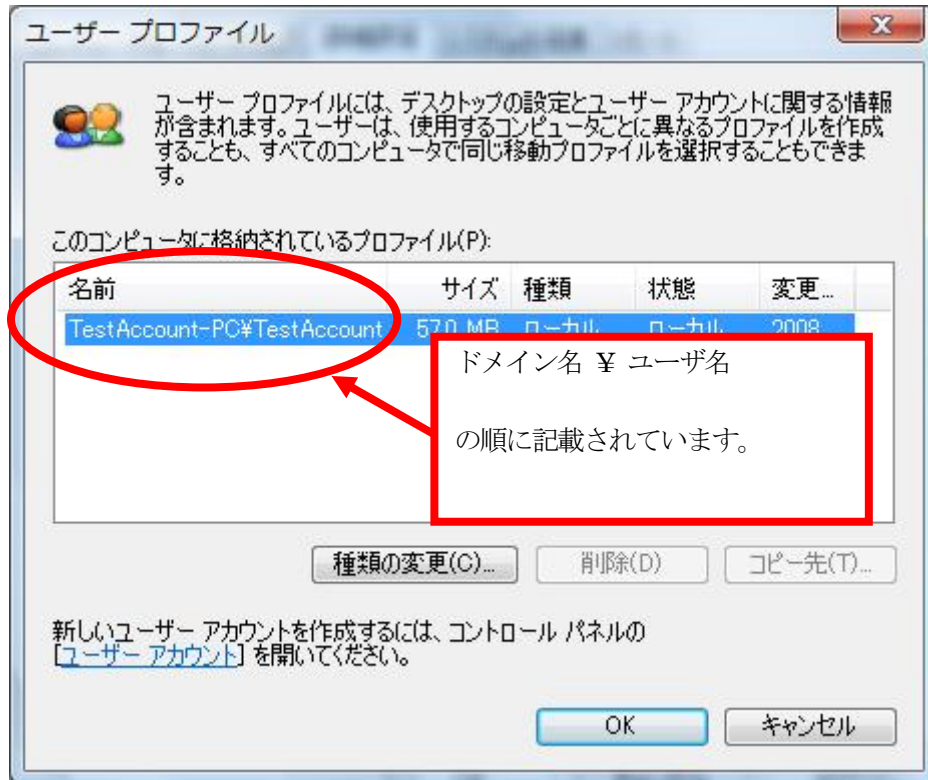 ユーザー プロファイル
ユーザー プロファイルには、デスクトップの設定とユーザー アカウントに関する情報
が含まれます。ユーザーは、使用するコンピュータごとに異なるプロファイルを作成
することも、すべてのコンピュータで同じ移動プロファイルを選択することもできま
す。
このコンピュータに格納されているプロファイル(P):
名前 サイズ 種類 状態 変更...
TestAccount-PC¥TestAccount 57.0 MB ローカル ローカル 2008
ドメイン名 ¥ ユーザ名
の順に記載されています。
種類の変更(C)... 削除(D) コピー先(T)...
新しいユーザー アカウントを作成するには、コントロール パネルの
[ユーザー アカウント] を開いてください。
OK キャンセル